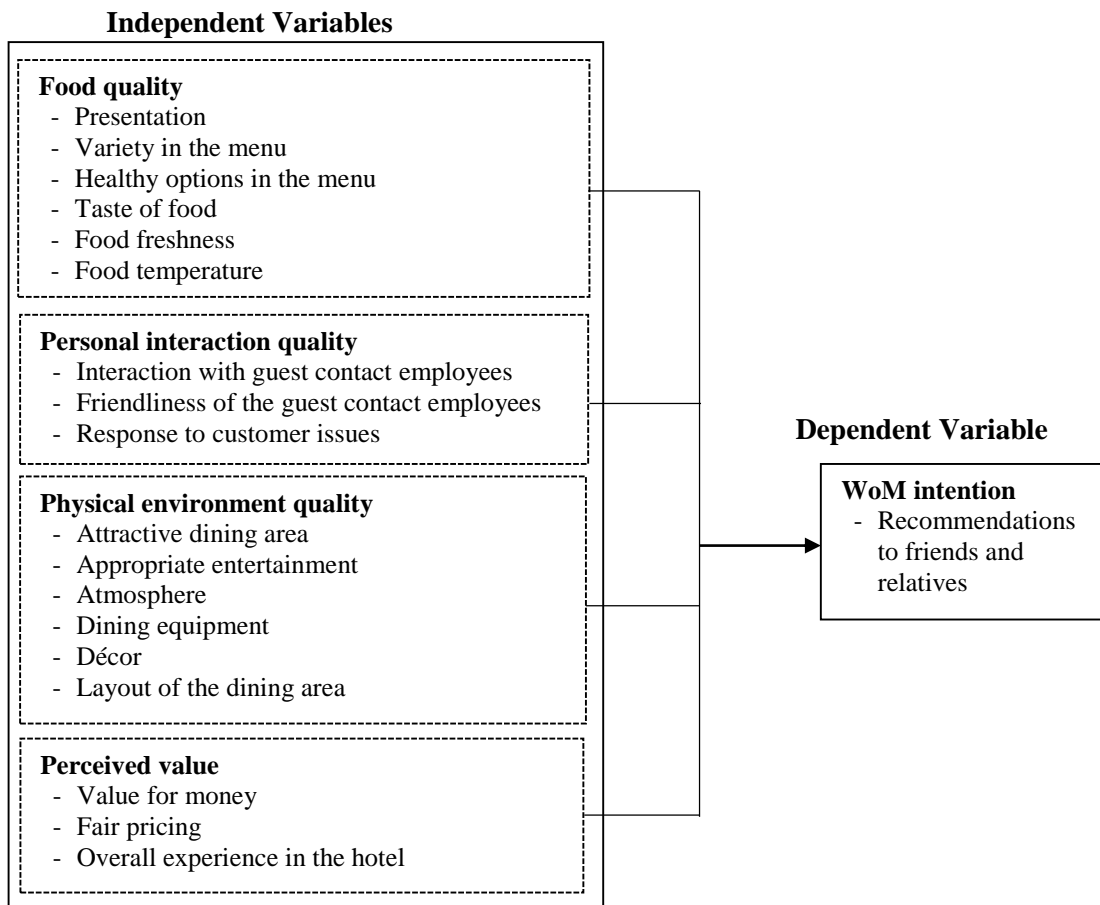 Independent Variables
Food quality
- Presentation
- Variety in the menu
- Healthy options in the menu
- Taste of food
- Food freshness
- Food temperature
Personal interaction quality
- Interaction with guest contact employees
- Friendliness of the guest contact employees
- Response to customer issues
Physical environment quality
- Attractive dining area
- Appropriate entertainment
- Atmosphere
- Dining equipment
- Décor
- Layout of the dining area
Perceived value
- Value for money
- Fair pricing
- Overall experience in the hotel
Dependent Variable
WoM intention
- Recommendations
to friends and
relatives